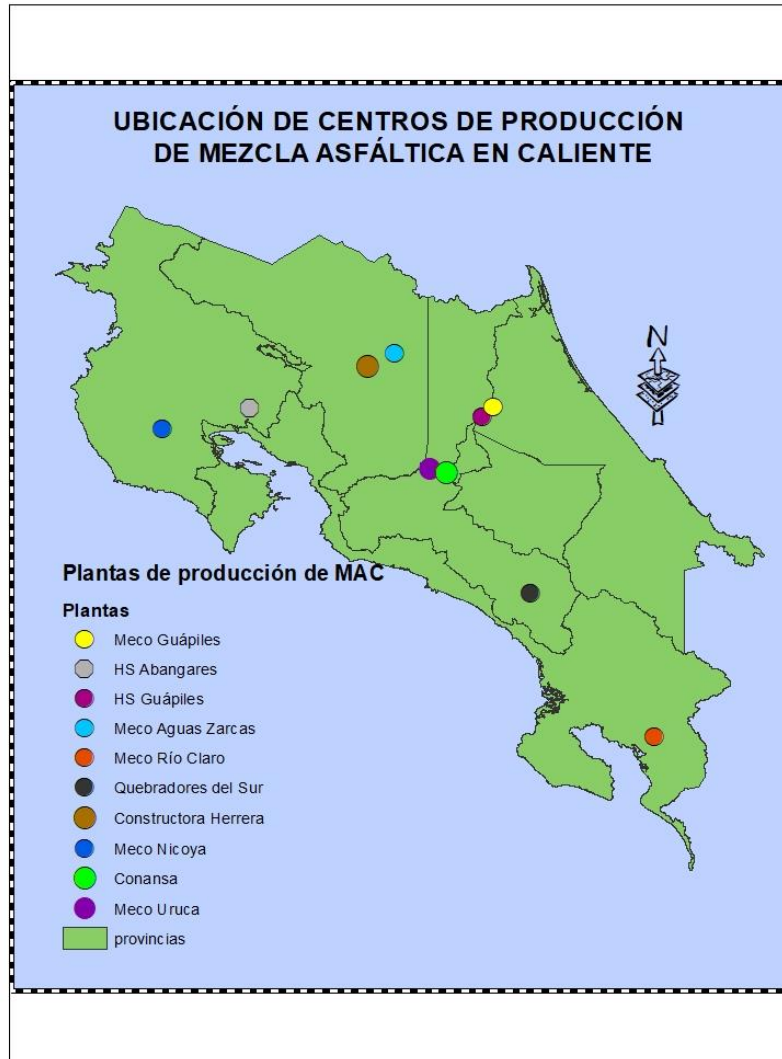 UBICACIÓN DE CENTROS DE PRODUCCIÓN
DE MEZCLA ASFÁLTICA EN CALIENTE
N
Plantas de producción de MAC
Plantas
Meco Guápiles
HS Abangares
HS Guápiles
Meco Aguas Zarcas
Meco Río Claro
Quebradores del Sur
Constructora Herrera
Meco Nicoya
Conansa
Meco Uruca
provincias